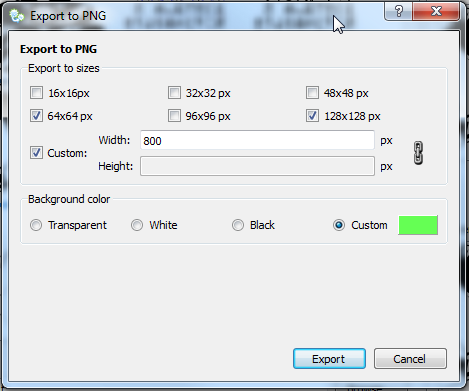 Export to PNG
?
Export to PNG
Export to sizes
16x16px 32x32 px 48x48 px
64x64 px 96x96 px 128x128 px
Custom: Width: 800 px
Height: px
Background color
Transparent White Black Custom
Export Cancel